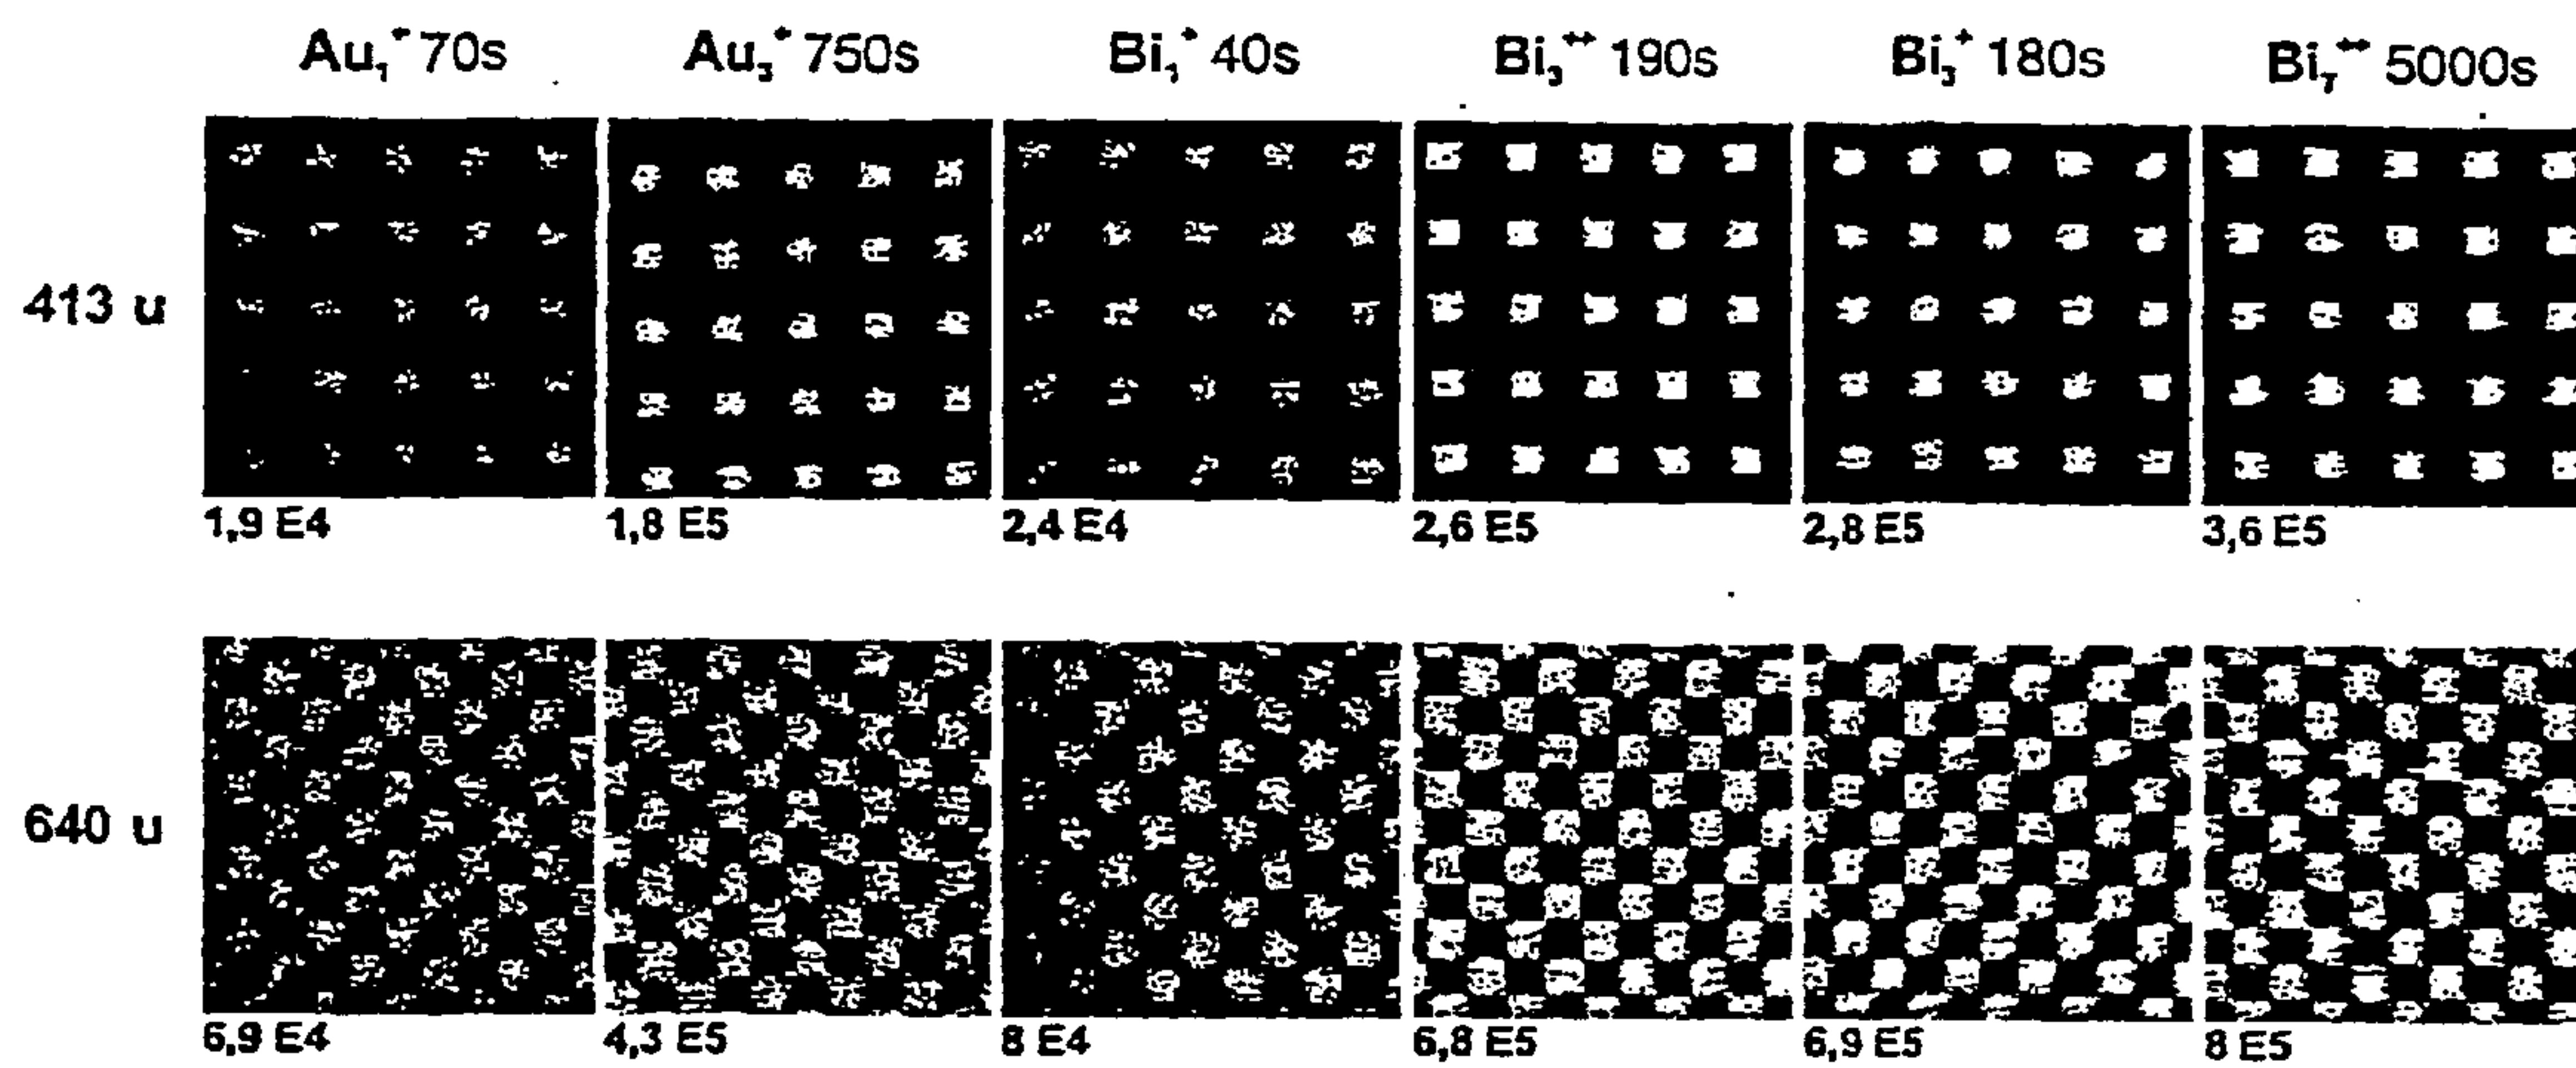 Au₁⁺ 70s Au₃⁺ 750s Bi₁⁺ 40s Bi₃⁺⁺ 190s Bi₃⁺ 180s Bi₇⁺⁺ 5000s
413 u
1,9 E4 1,8 E5 2,4 E4 2,6 E5 2,8 E5 3,6 E5
640 u
6,9 E4 4,3 E5 8 E4 6,8 E5 6,9 E5 8 E5